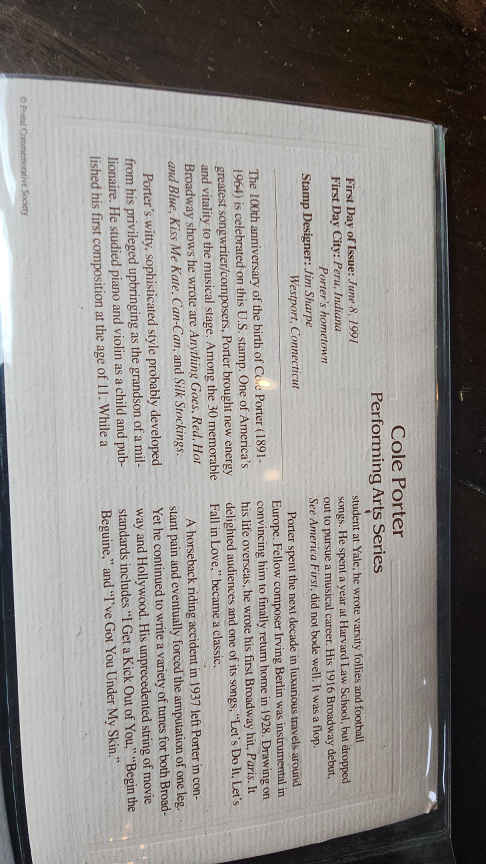 Cole Porter
Performing Arts Series
First Day of Issue: June 8, 1991
First Day City: Peru, Indiana
Porter's hometown
Stamp Designer: Jim Sharpe
Westport, Connecticut
The 100th anniversary of the birth of Cole Porter (1891-
1964) is celebrated on this U.S. stamp. One of America's
greatest songwriter/composers, Porter brought new energy
and vitality to the musical stage. Among the 30 memorable
Broadway shows he wrote are Anything Goes, Red, Hot
and Blue, Kiss Me Kate, Can-Can, and Silk Stockings.
Porter's witty, sophisticated style probably developed
from his privileged upbringing as the grandson of a mil-
lionaire. He studied piano and violin as a child and pub-
lished his first composition at the age of 11. While a
student at Yale, he wrote varsity follies and football
songs. He spent a year at Harvard Law School, but dropped
out to pursue a musical career. His 1916 Broadway debut,
See America First, did not bode well. It was a flop.
Porter spent the next decade in luxurious travels around
Europe. Fellow composer Irving Berlin was instrumental in
convincing him to finally return home in 1928. Drawing on
his life overseas, he wrote his first Broadway hit, Paris. It
delighted audiences and one of its songs, "Let's Do It, Let's
Fall in Love," became a classic.
A horseback riding accident in 1937 left Porter in con-
stant pain and eventually forced the amputation of one leg.
Yet he continued to write a variety of tunes for both Broad-
way and Hollywood. His unprecedented string of movie
standards includes "I Get a Kick Out of You," "Begin the
Beguine," and "I've Got You Under My Skin."
© Postal Commemorative Society